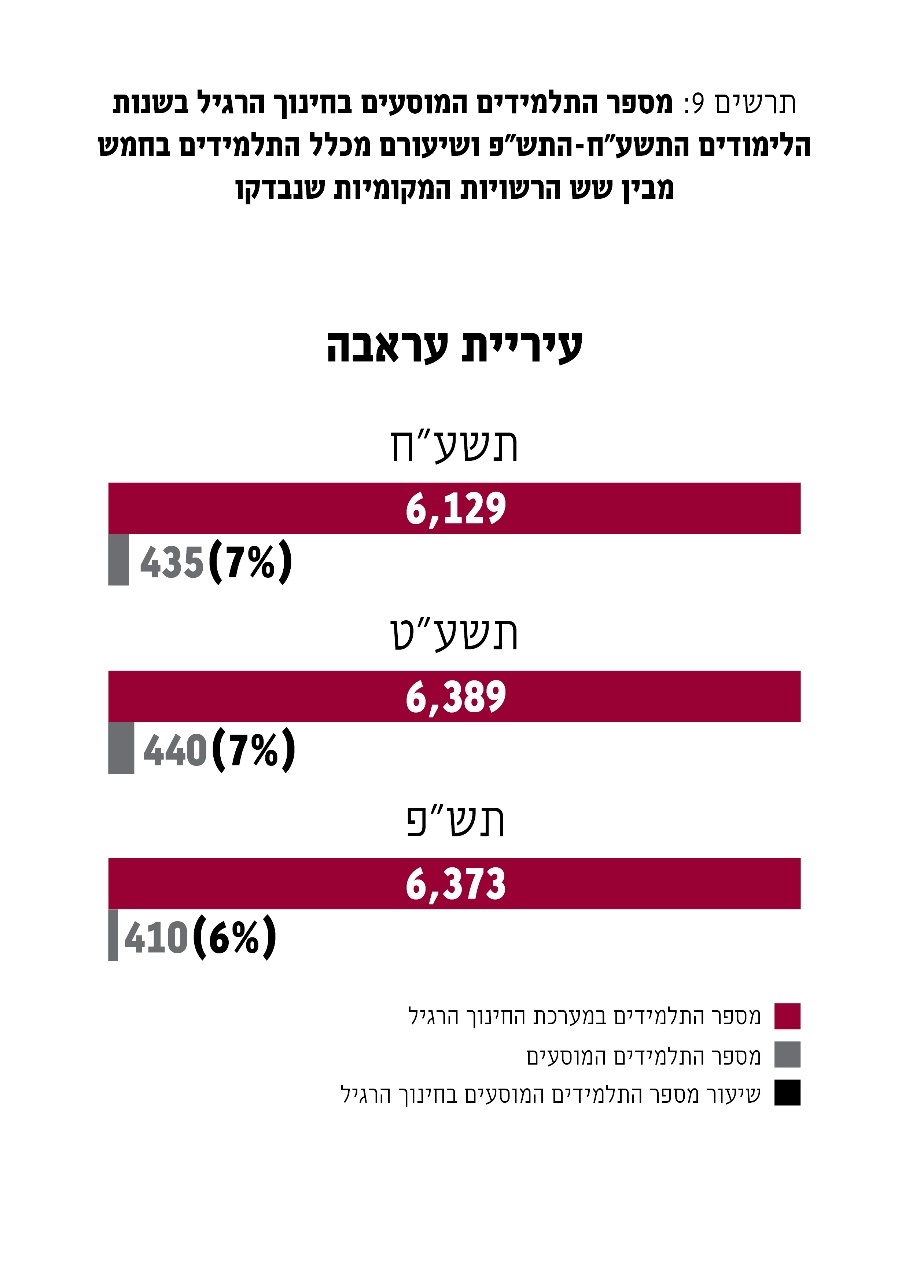 תרשים 9: מספר התלמידים המוסעים בחינוך הרגיל בשנות
הלימודים התשע״ח-התש״פ ושיעורם מכלל התלמידים בחמש
מבין שש הרשויות המקומיות שנבדקו
עיריית עראבה
תשע״ח
6,129
435 (7%)
תשע״ט
6,389
440 (7%)
תש״פ
6,373
410 (6%)
מספר התלמידים במערכת החינוך הרגיל
מספר התלמידים המוסעים
שיעור מספר התלמידים המוסעים בחינוך הרגיל